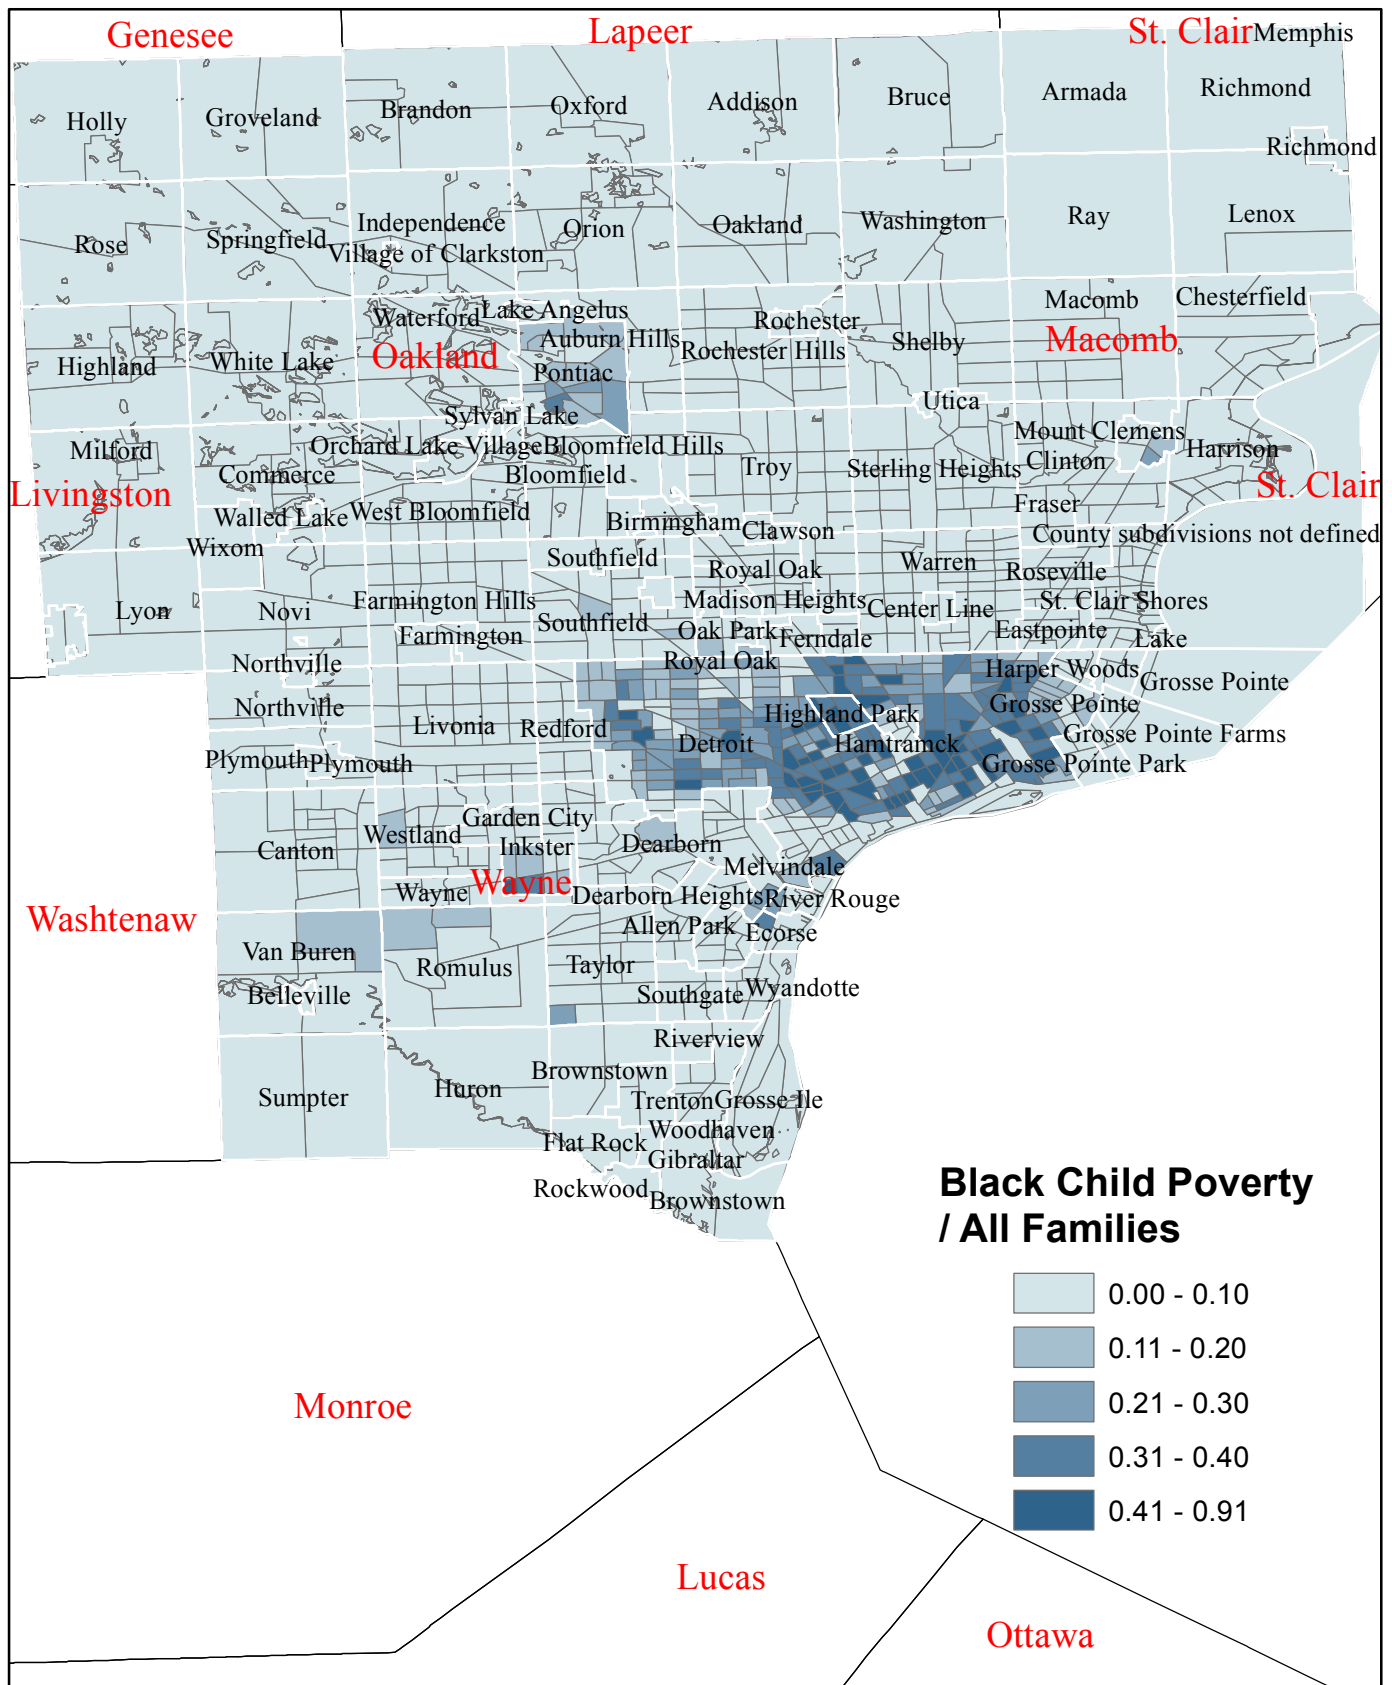 Genesee
Lapeer
St. Clair
Memphis
Holly
Groveland
Brandon
Oxford
Addison
Bruce
Armada
Richmond
Richmond
Rose
Springfield
Independence
Village of Clarkston
Orion
Oakland
Washington
Ray
Lenox
Waterford
Lake Angelus
Auburn Hills
Rochester
Rochester Hills
Shelby
Macomb
Chesterfield
Macomb
Highland
White Lake
Oakland
Pontiac
Utica
Sylvan Lake
Milford
Orchard Lake Village
Bloomfield Hills
Commerce
Bloomfield
Troy
Sterling Heights
Mount Clemens
Clinton
Harrison
Livingston
St. Clair
Walled Lake
West Bloomfield
Birmingham
Clawson
Fraser
County subdivisions not defined
Wixom
Southfield
Royal Oak
Warren
Roseville
Lyon
Novi
Farmington Hills
Farmington
Southfield
Madison Heights
Center Line
St. Clair Shores
Oak Park
Ferndale
Eastpointe
Lake
Northville
Royal Oak
Harper Woods
Grosse Pointe
Northville
Livonia
Redford
Highland Park
Grosse Pointe
Detroit
Hamtramck
Grosse Pointe Farms
Plymouth
Plymouth
Grosse Pointe Park
Canton
Westland
Garden City
Inkster
Dearborn
Melvindale
Wayne
Wayne
Dearborn Heights
River Rouge
Washtenaw
Allen Park
Ecorse
Van Buren
Romulus
Taylor
Belleville
Southgate
Wyandotte
Riverview
Brownstown
Sumpter
Huron
Trenton
Grosse Ile
Flat Rock
Woodhaven
Gibraltar
Rockwood
Brownstown
Black Child Poverty
/ All Families
0.00 - 0.10
0.11 - 0.20
0.21 - 0.30
0.31 - 0.40
0.41 - 0.91
Monroe
Lucas
Ottawa